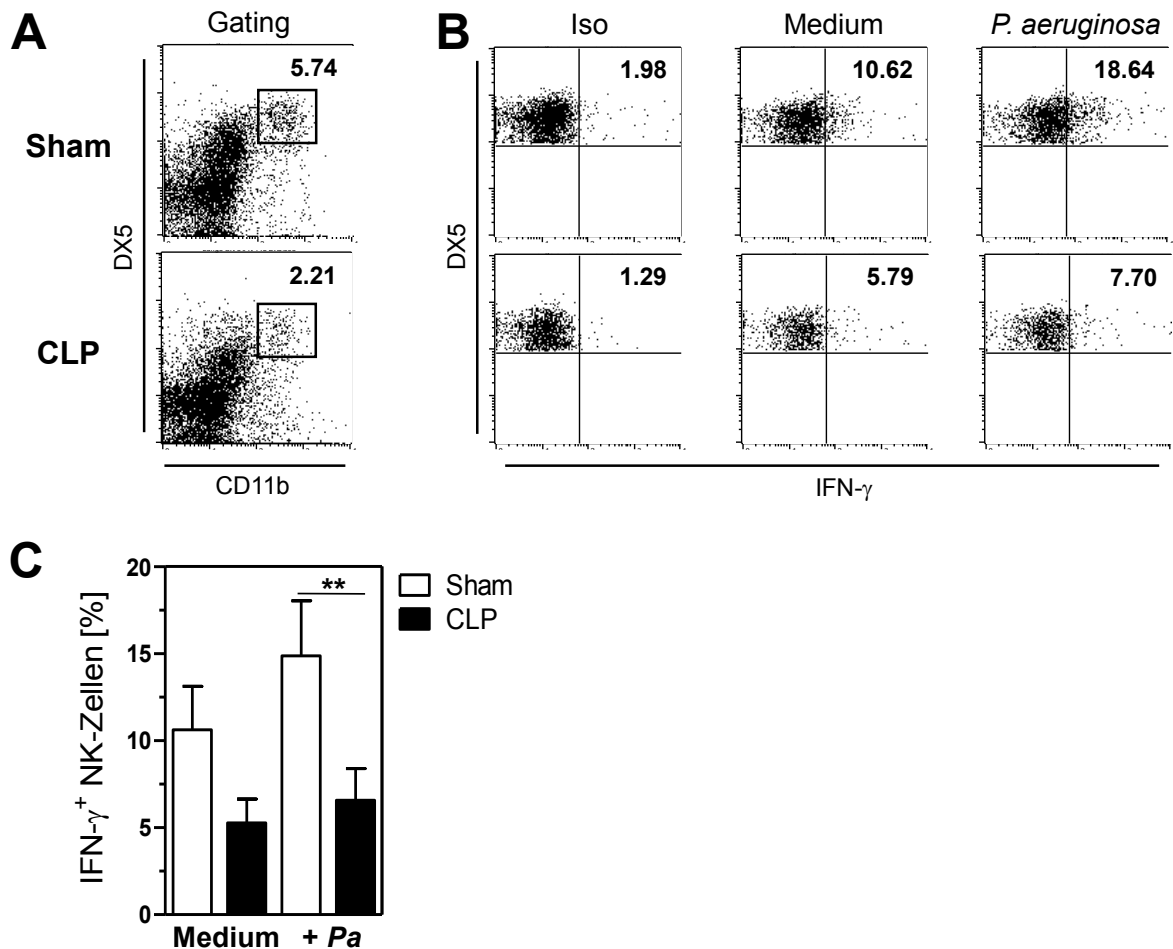 A
Gating
B
Iso
Medium
P. aeruginosa
Sham
5.74
1.98
10.62
18.64
DX5
DX5
CLP
2.21
1.29
5.79
7.70
CD11b
IFN-γ
C
IFN-γ+ NK-Zellen [%]
20
15
10
5
0
**
Sham
CLP
Medium
+ Pa